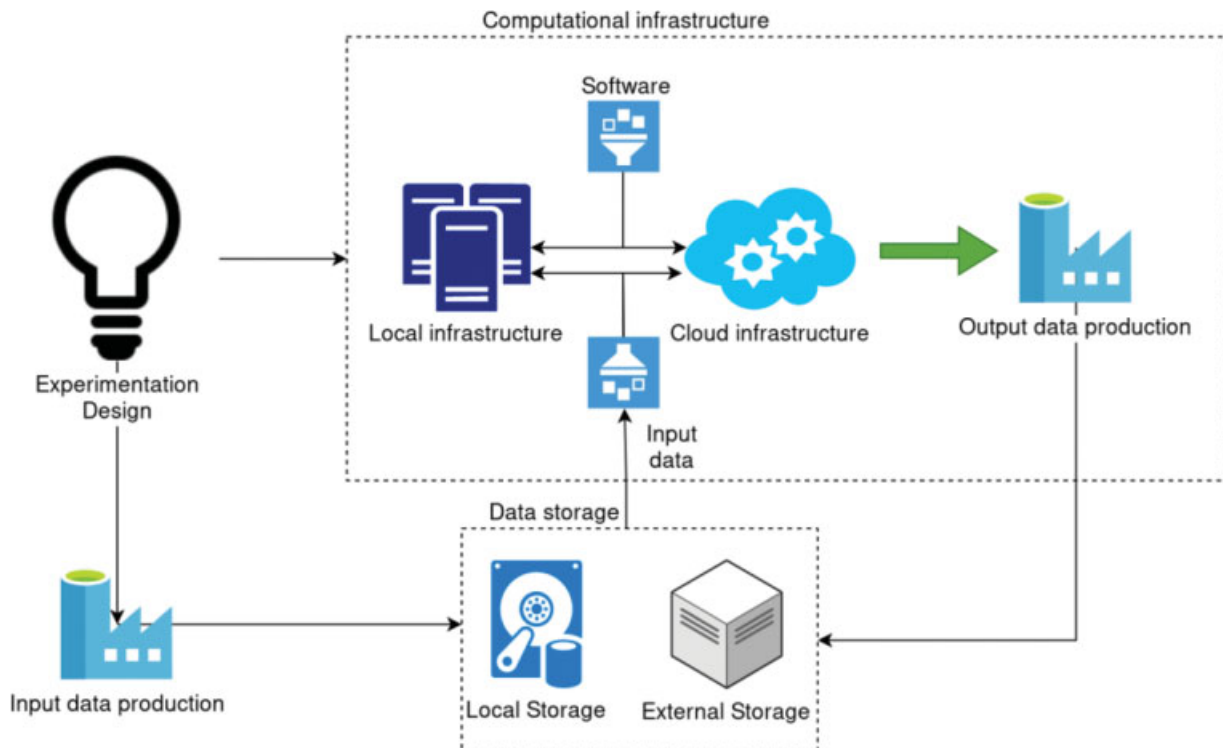 Computational infrastructure
Software
Local infrastructure
Cloud infrastructure
Output data production
Experimentation
Design
Input
data
Data storage
Input data production
Local Storage
External Storage